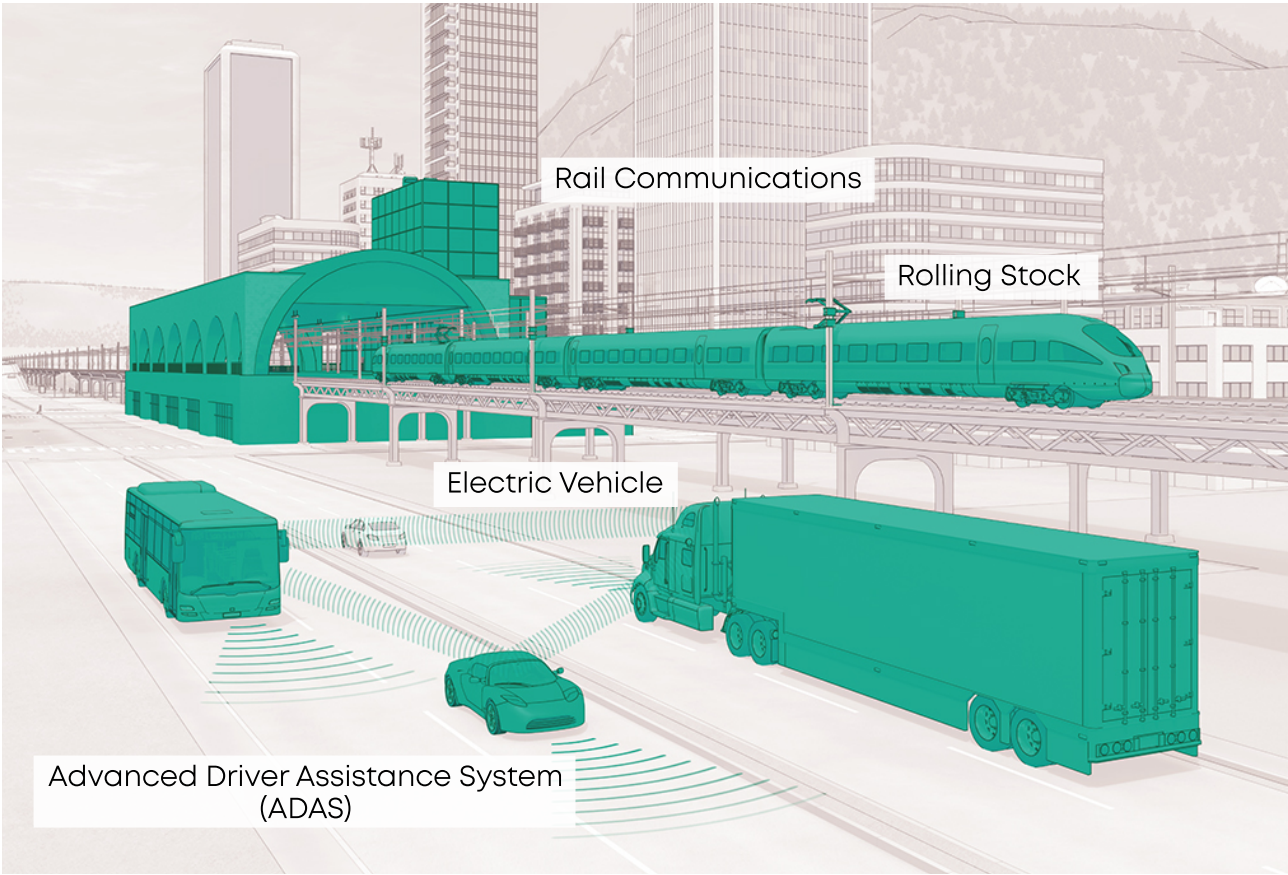 Rail Communications
Rolling Stock
Electric Vehicle
Advanced Driver Assistance System
(ADAS)